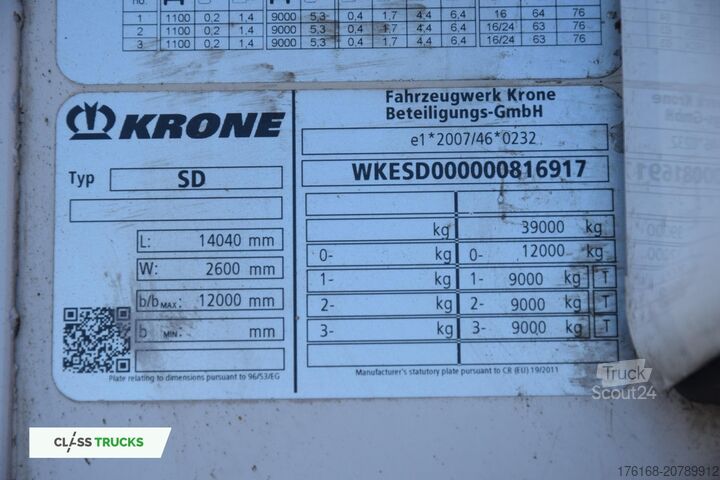 no.
1 1100 0,2 1,4 9000 5,3 0,4 1,7 4,4 6,4 16 64 76
2 1100 0,2 1,4 9000 5,3 0,4 1,7 4,4 6,4 16/24 63 76
3 1100 0,2 1,4 9000 5,3 0,4 1,7 4,4 6,4 16/24 63 76
KRONE
Fahrzeugwerk Krone
Beteiligungs-GmbH
e1*2007/46*0232
Typ SD
WKESD000000816917
L: 14040 mm
W: 2600 mm
b/b MAX: 12000 mm
b MIN: mm
kg 39000 kg
0- kg 0- 12000 kg
1- kg 1- 9000 kg T
2- kg 2- 9000 kg T
3- kg 3- 9000 kg T
Plate relating to dimensions pursuant to 96/53/EG
Manufacturer's statutory plate pursuant to CR (EU) 19/2011
Truck
Scout24
CLASSTRUCKS
176168-20789912